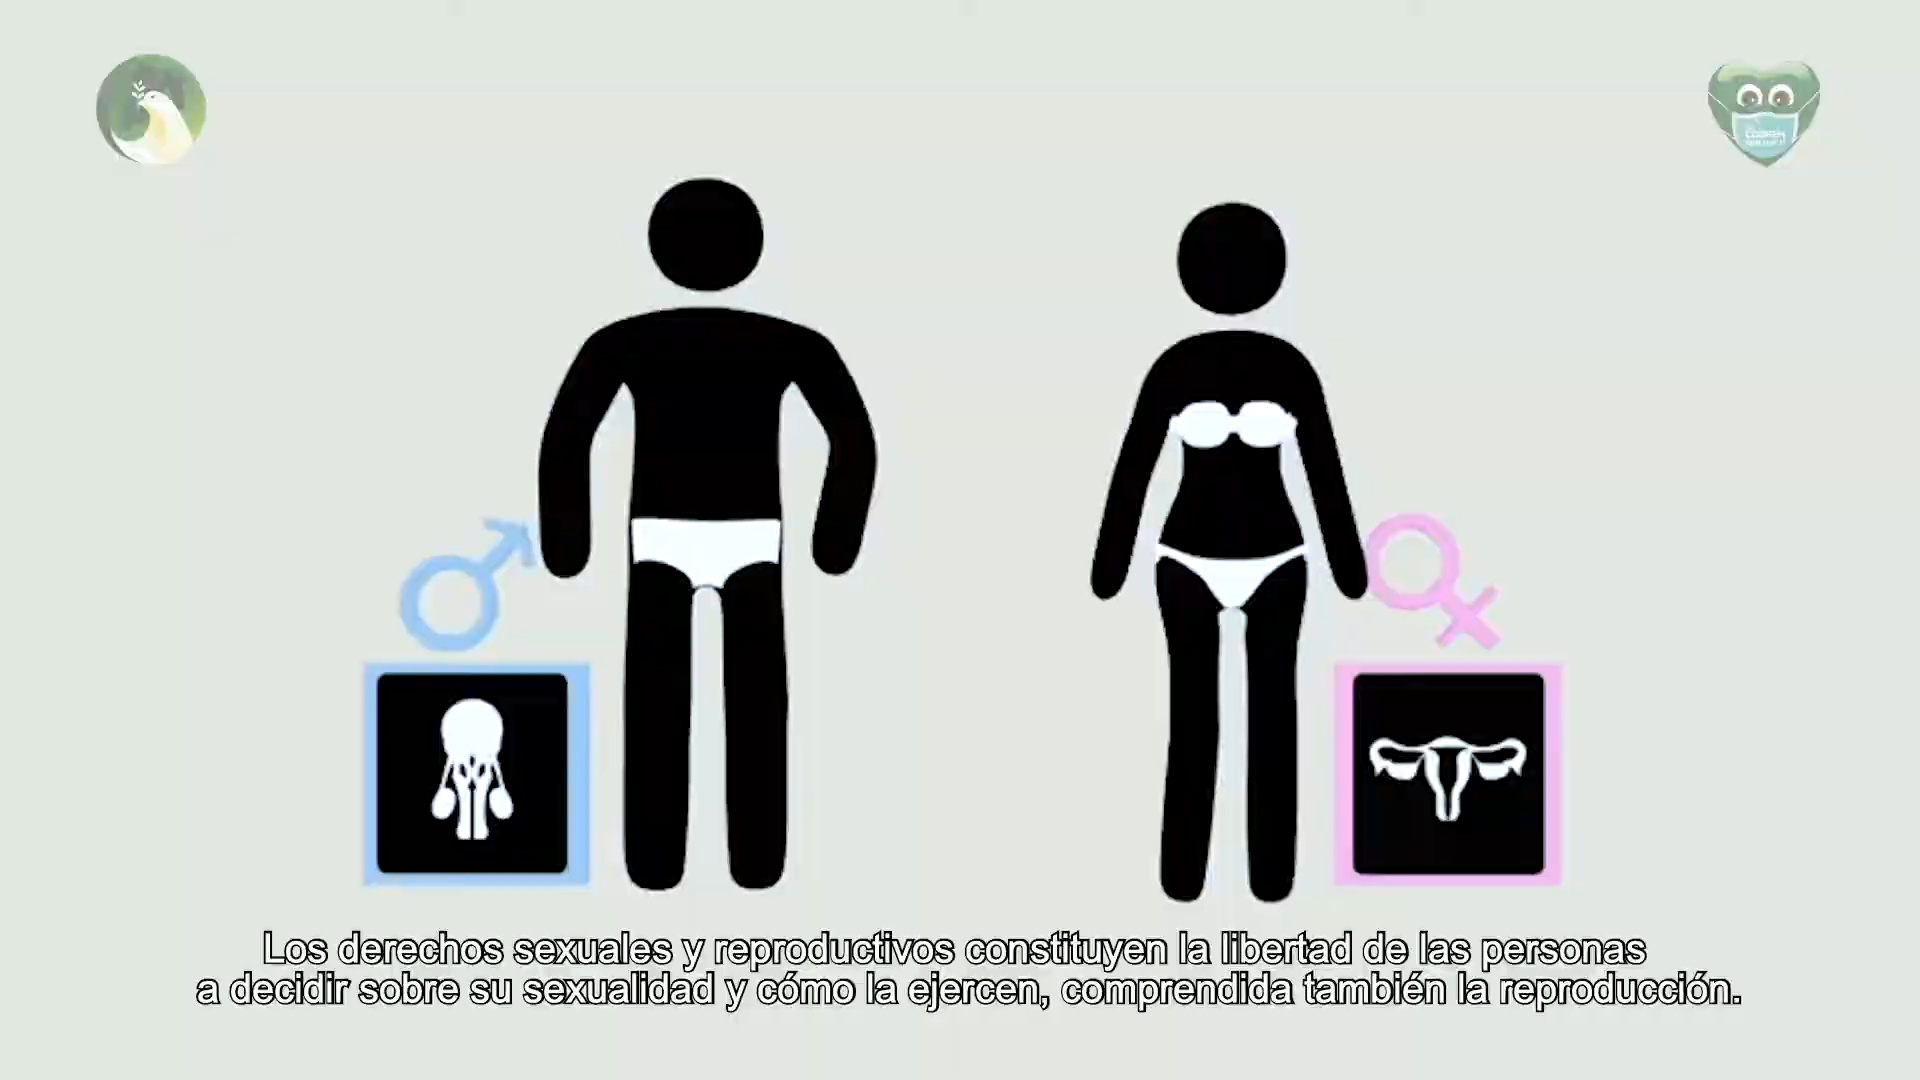 Los derechos sexuales y reproductivos constituyen la libertad de las personas
a decidir sobre su sexualidad y cómo la ejercen, comprendida también la reproducción.